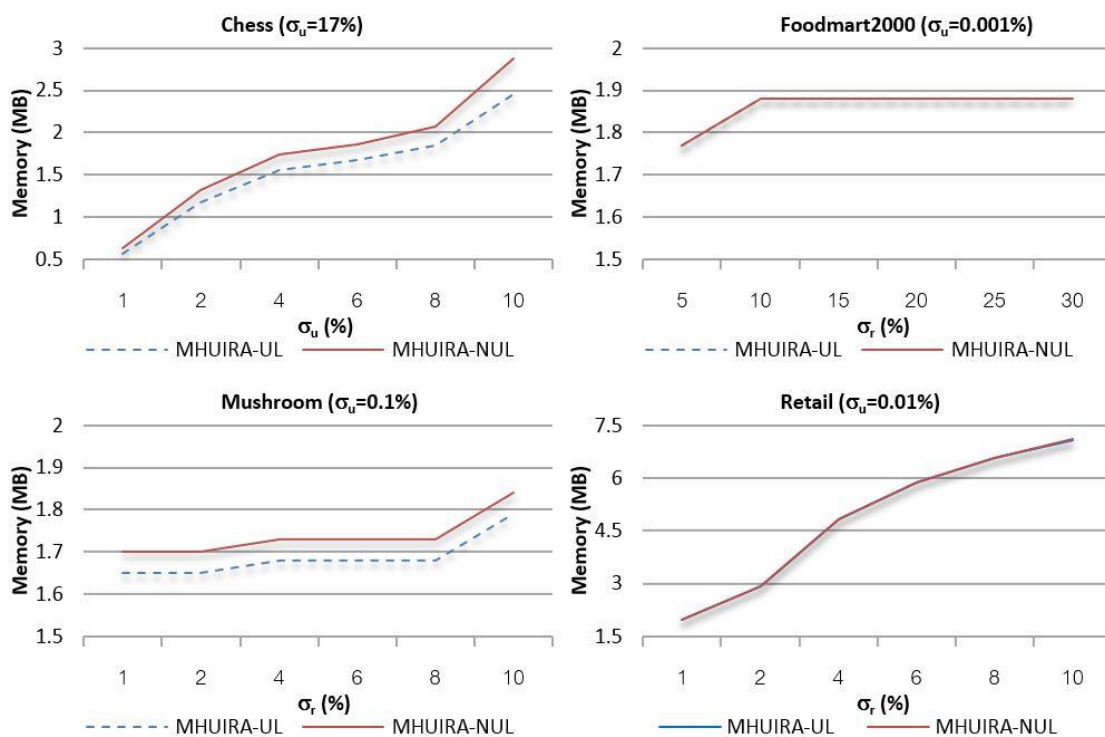 Chess (σu=17%)
Memory (MB)
3
2.5
2
1.5
1
0.5
1 2 4 6 8 10
σu (%)
MHUIRA-UL MHUIRA-NUL
Foodmart2000 (σu=0.001%)
Memory (MB)
2
1.9
1.8
1.7
1.6
1.5
5 10 15 20 25 30
σr (%)
MHUIRA-UL MHUIRA-NUL
Mushroom (σu=0.1%)
Memory (MB)
2
1.9
1.8
1.7
1.6
1.5
1 2 4 6 8 10
σr (%)
MHUIRA-UL MHUIRA-NUL
Retail (σu=0.01%)
Memory (MB)
7.5
6
4.5
3
1.5
1 2 4 6 8 10
σr (%)
MHUIRA-UL MHUIRA-NUL